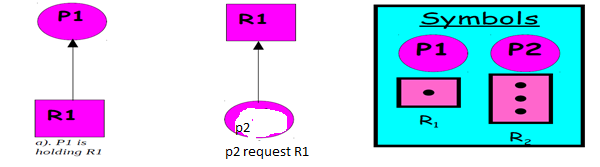 P1
R1
a). P1 is
holding R1
R1
p2
p2 request R1
Symbols
P1 P2
R1
R2